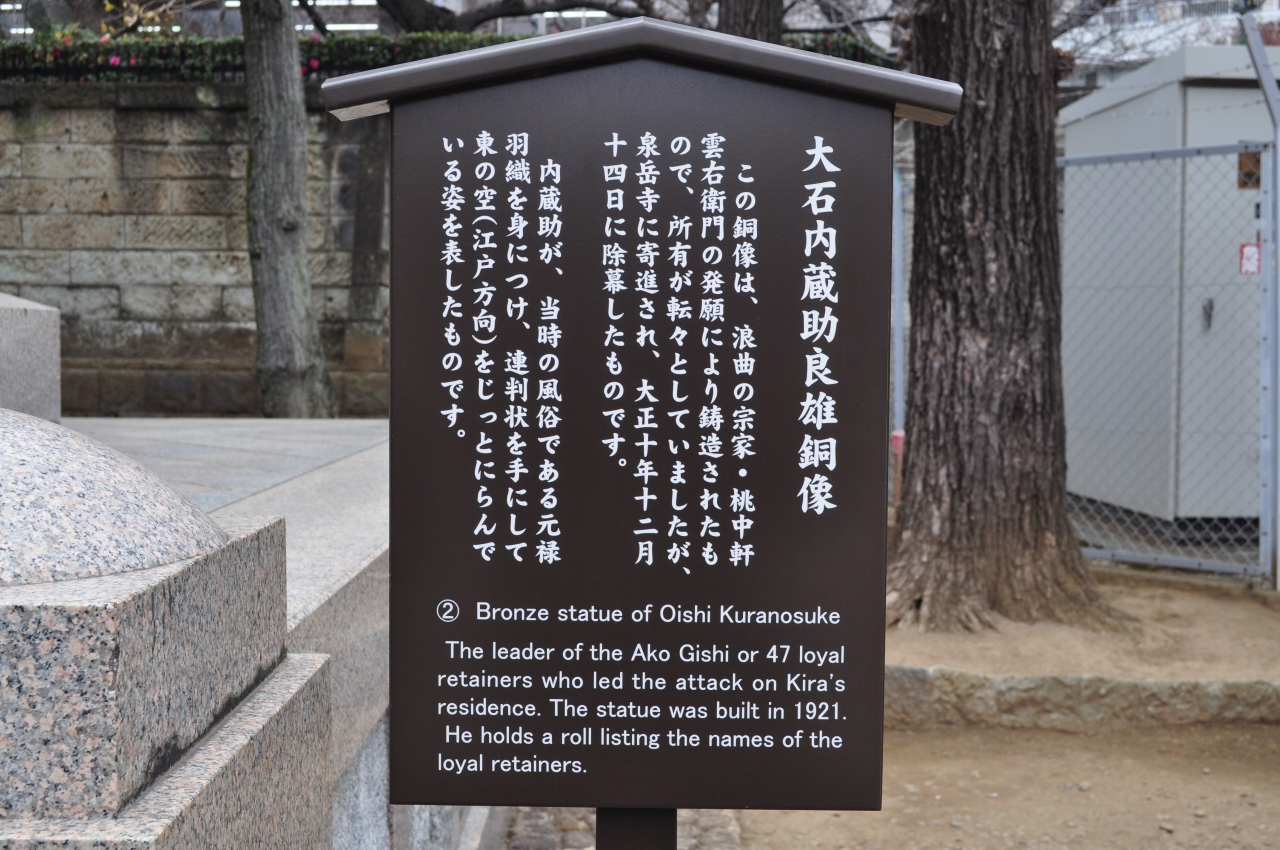 大石内蔵助良雄銅像
この銅像は、浪曲の宗家・桃中軒
雲右衛門の発願により鋳造されたも
ので、所有が転々としていましたが、
泉岳寺に寄進され、大正十年十二月
十四日に除幕したものです。
内蔵助が、当時の風俗である元禄
羽織を身につけ、連判状を手にして
東の空(江戸方向)をじっとにらんで
いる姿を表したものです。
② Bronze statue of Oishi Kuranosuke
The leader of the Ako Gishi or 47 loyal
retainers who led the attack on Kira's
residence. The statue was built in 1921.
He holds a roll listing the names of the
loyal retainers.